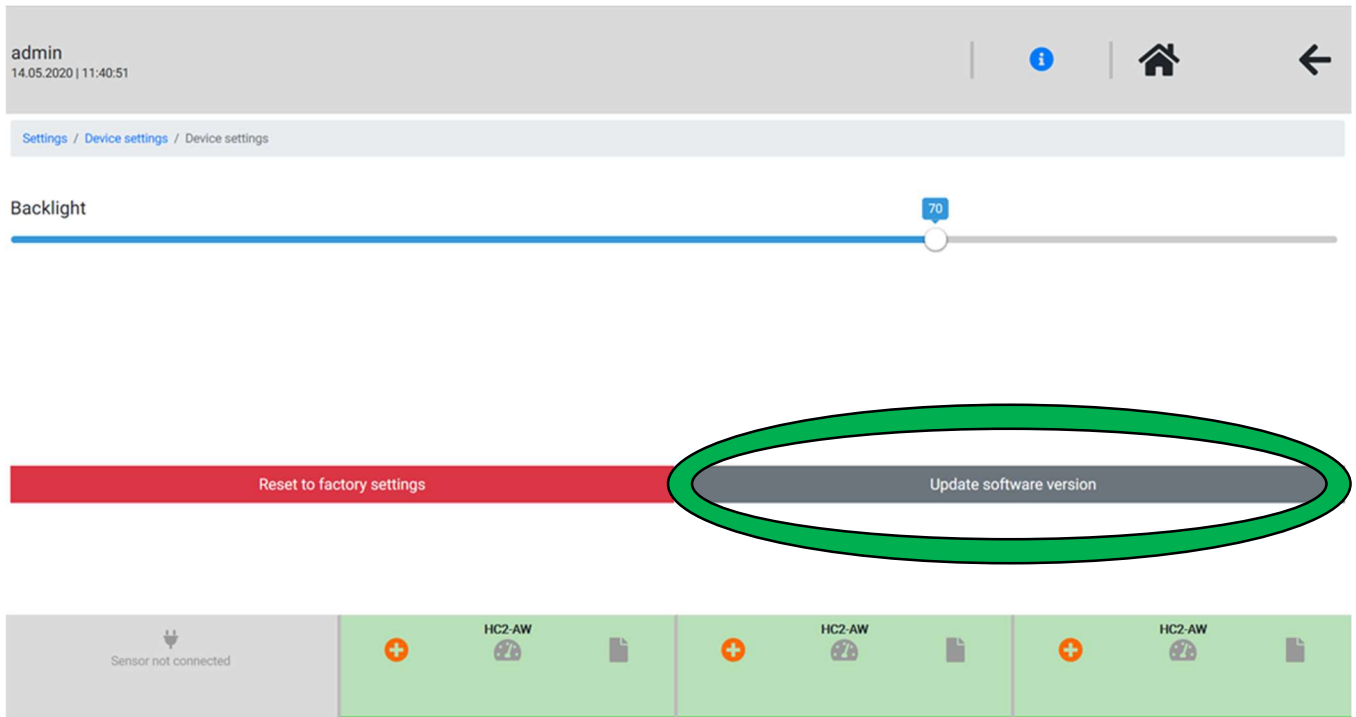 admin
14.05.2020 | 11:40:51
Settings / Device settings / Device settings
Backlight
70
Reset to factory settings
Update software version
Sensor not connected
HC2-AW
HC2-AW
HC2-AW